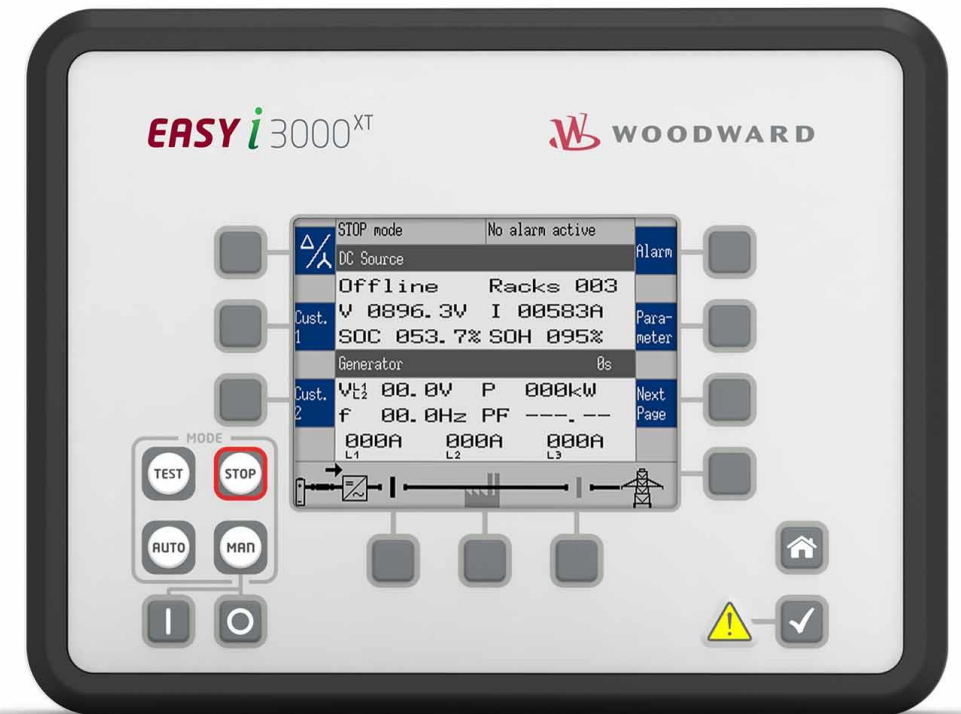 EASY i 3000XT
WOODWARD
STOP mode No alarm active
Alarm
DC Source
Offline Racks 003
Cust. 1
V 0896.3V I 00583A
Para-
meter
SOC 053.7% SOH 095%
Generator 0s
Cust. 2
VL1 L2 00.0V P 000kW
Next
Page
f 00.0Hz PF ---.--
000A 000A 000A
L1 L2 L3
MODE
TEST STOP
AUTO MAN